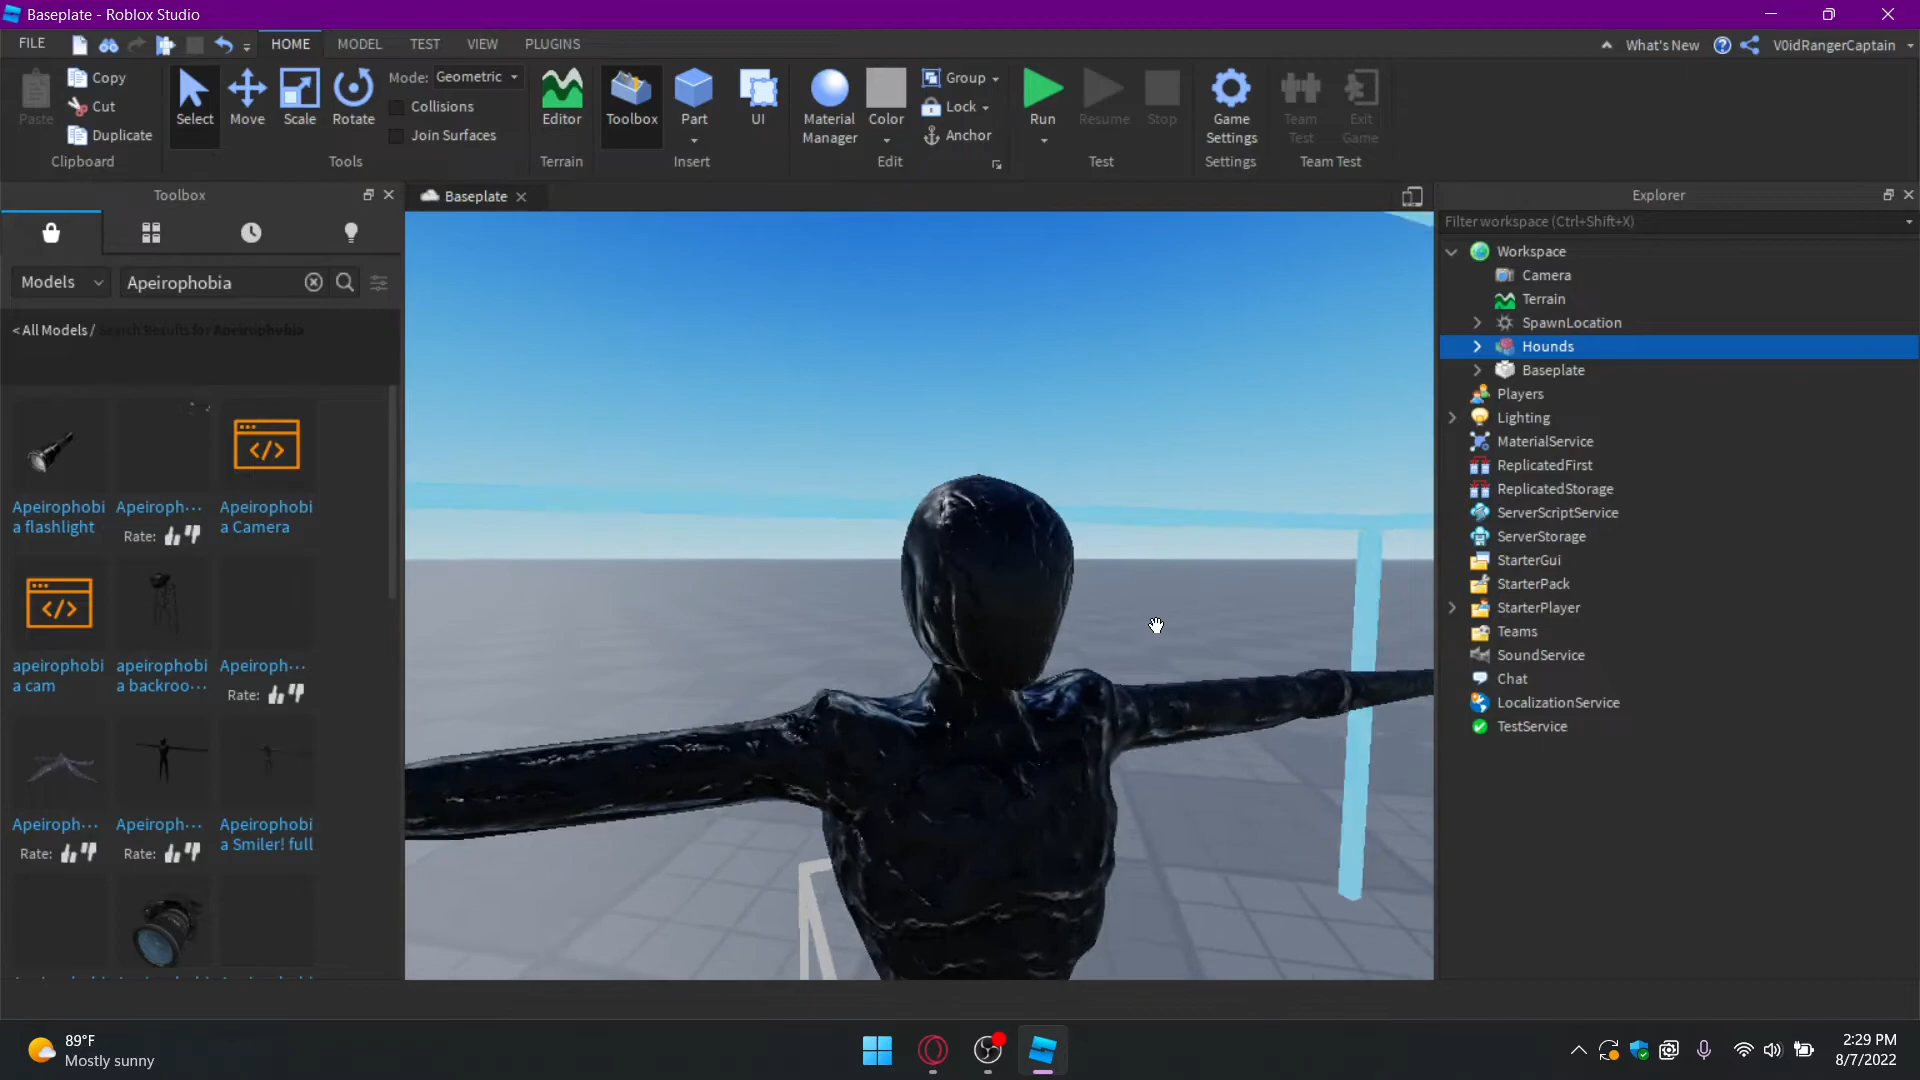 Baseplate - Roblox Studio
FILE
HOME
MODEL
TEST
VIEW
PLUGINS
What's New
V0idRangerCaptain
Paste
Copy
Cut
Duplicate
Clipboard
Select
Move
Scale
Rotate
Mode: Geometric
Collisions
Join Surfaces
Tools
Editor
Terrain
Toolbox
Part
UI
Insert
Material
Manager
Color
Group
Lock
Anchor
Edit
Run
Resume
Stop
Test
Game
Settings
Settings
Team
Test
Exit
Game
Team Test
Toolbox
Models
Apeirophobia
< All Models / Search Results for Apeirophobia
Apeirophobi
a flashlight
Apeiroph···
Rate:
Apeirophobi
a Camera
apeirophobi
a cam
apeirophobi
a backroo···
Apeiroph···
Rate:
Apeiroph···
Rate:
Apeiroph···
Rate:
Apeirophobi
a Smiler! full
Baseplate
Explorer
Filter workspace (Ctrl+Shift+X)
Workspace
Camera
Terrain
SpawnLocation
Hounds
Baseplate
Players
Lighting
MaterialService
ReplicatedFirst
ReplicatedStorage
ServerScriptService
ServerStorage
StarterGui
StarterPack
StarterPlayer
Teams
SoundService
Chat
LocalizationService
TestService
89°F
Mostly sunny
2:29 PM
8/7/2022